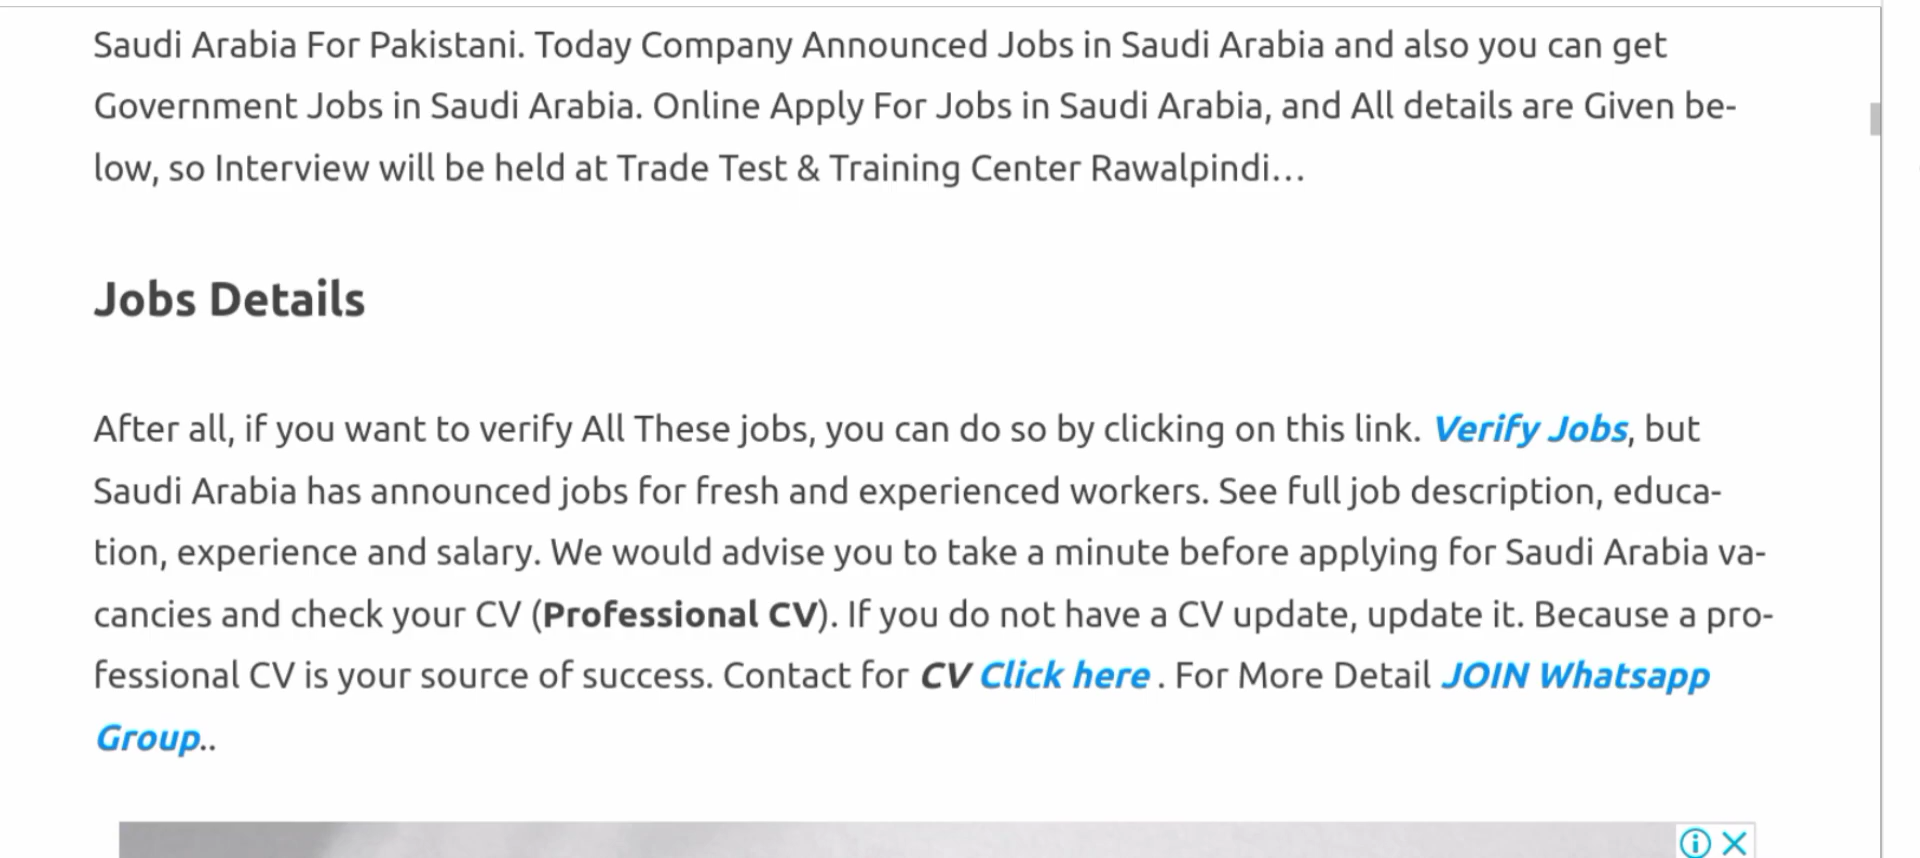 Saudi Arabia For Pakistani. Today Company Announced Jobs in Saudi Arabia and also you can get
Government Jobs in Saudi Arabia. Online Apply For Jobs in Saudi Arabia, and All details are Given be-
low, so Interview will be held at Trade Test & Training Center Rawalpindi...
Jobs Details
After all, if you want to verify All These jobs, you can do so by clicking on this link. Verify Jobs, but
Saudi Arabia has announced jobs for fresh and experienced workers. See full job description, educa-
tion, experience and salary. We would advise you to take a minute before applying for Saudi Arabia va-
cancies and check your CV (Professional CV). If you do not have a CV update, update it. Because a pro-
fessional CV is your source of success. Contact for CV Click here . For More Detail JOIN Whatsapp
Group..